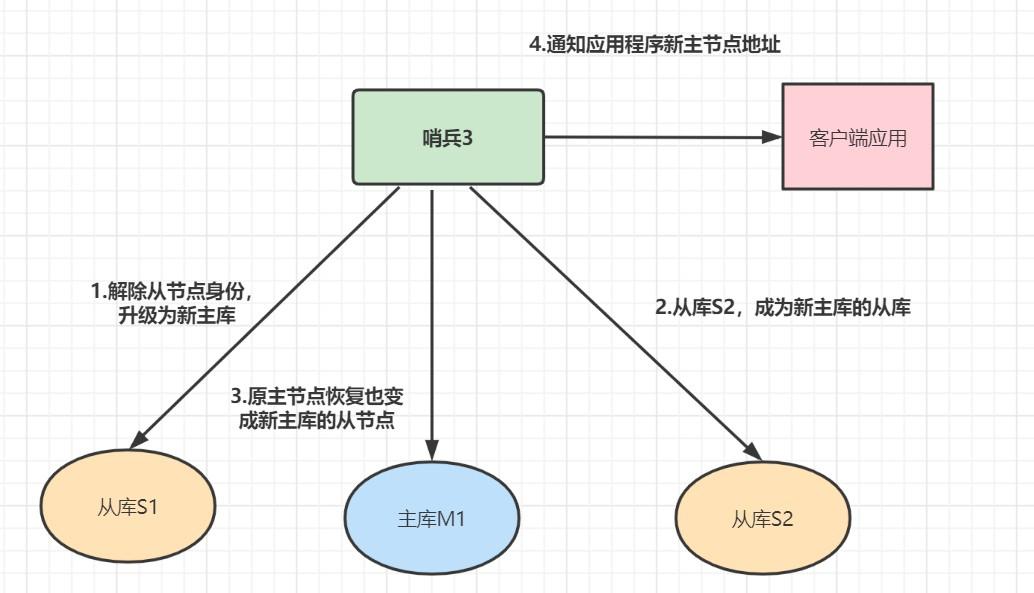 4.通知应用程序新主节点地址
哨兵3
客户端应用
1.解除从节点身份，
升级为新主库
2.从库S2，成为新主库的从库
3.原主节点恢复也变
成新主库的从节点
从库S1
主库M1
从库S2